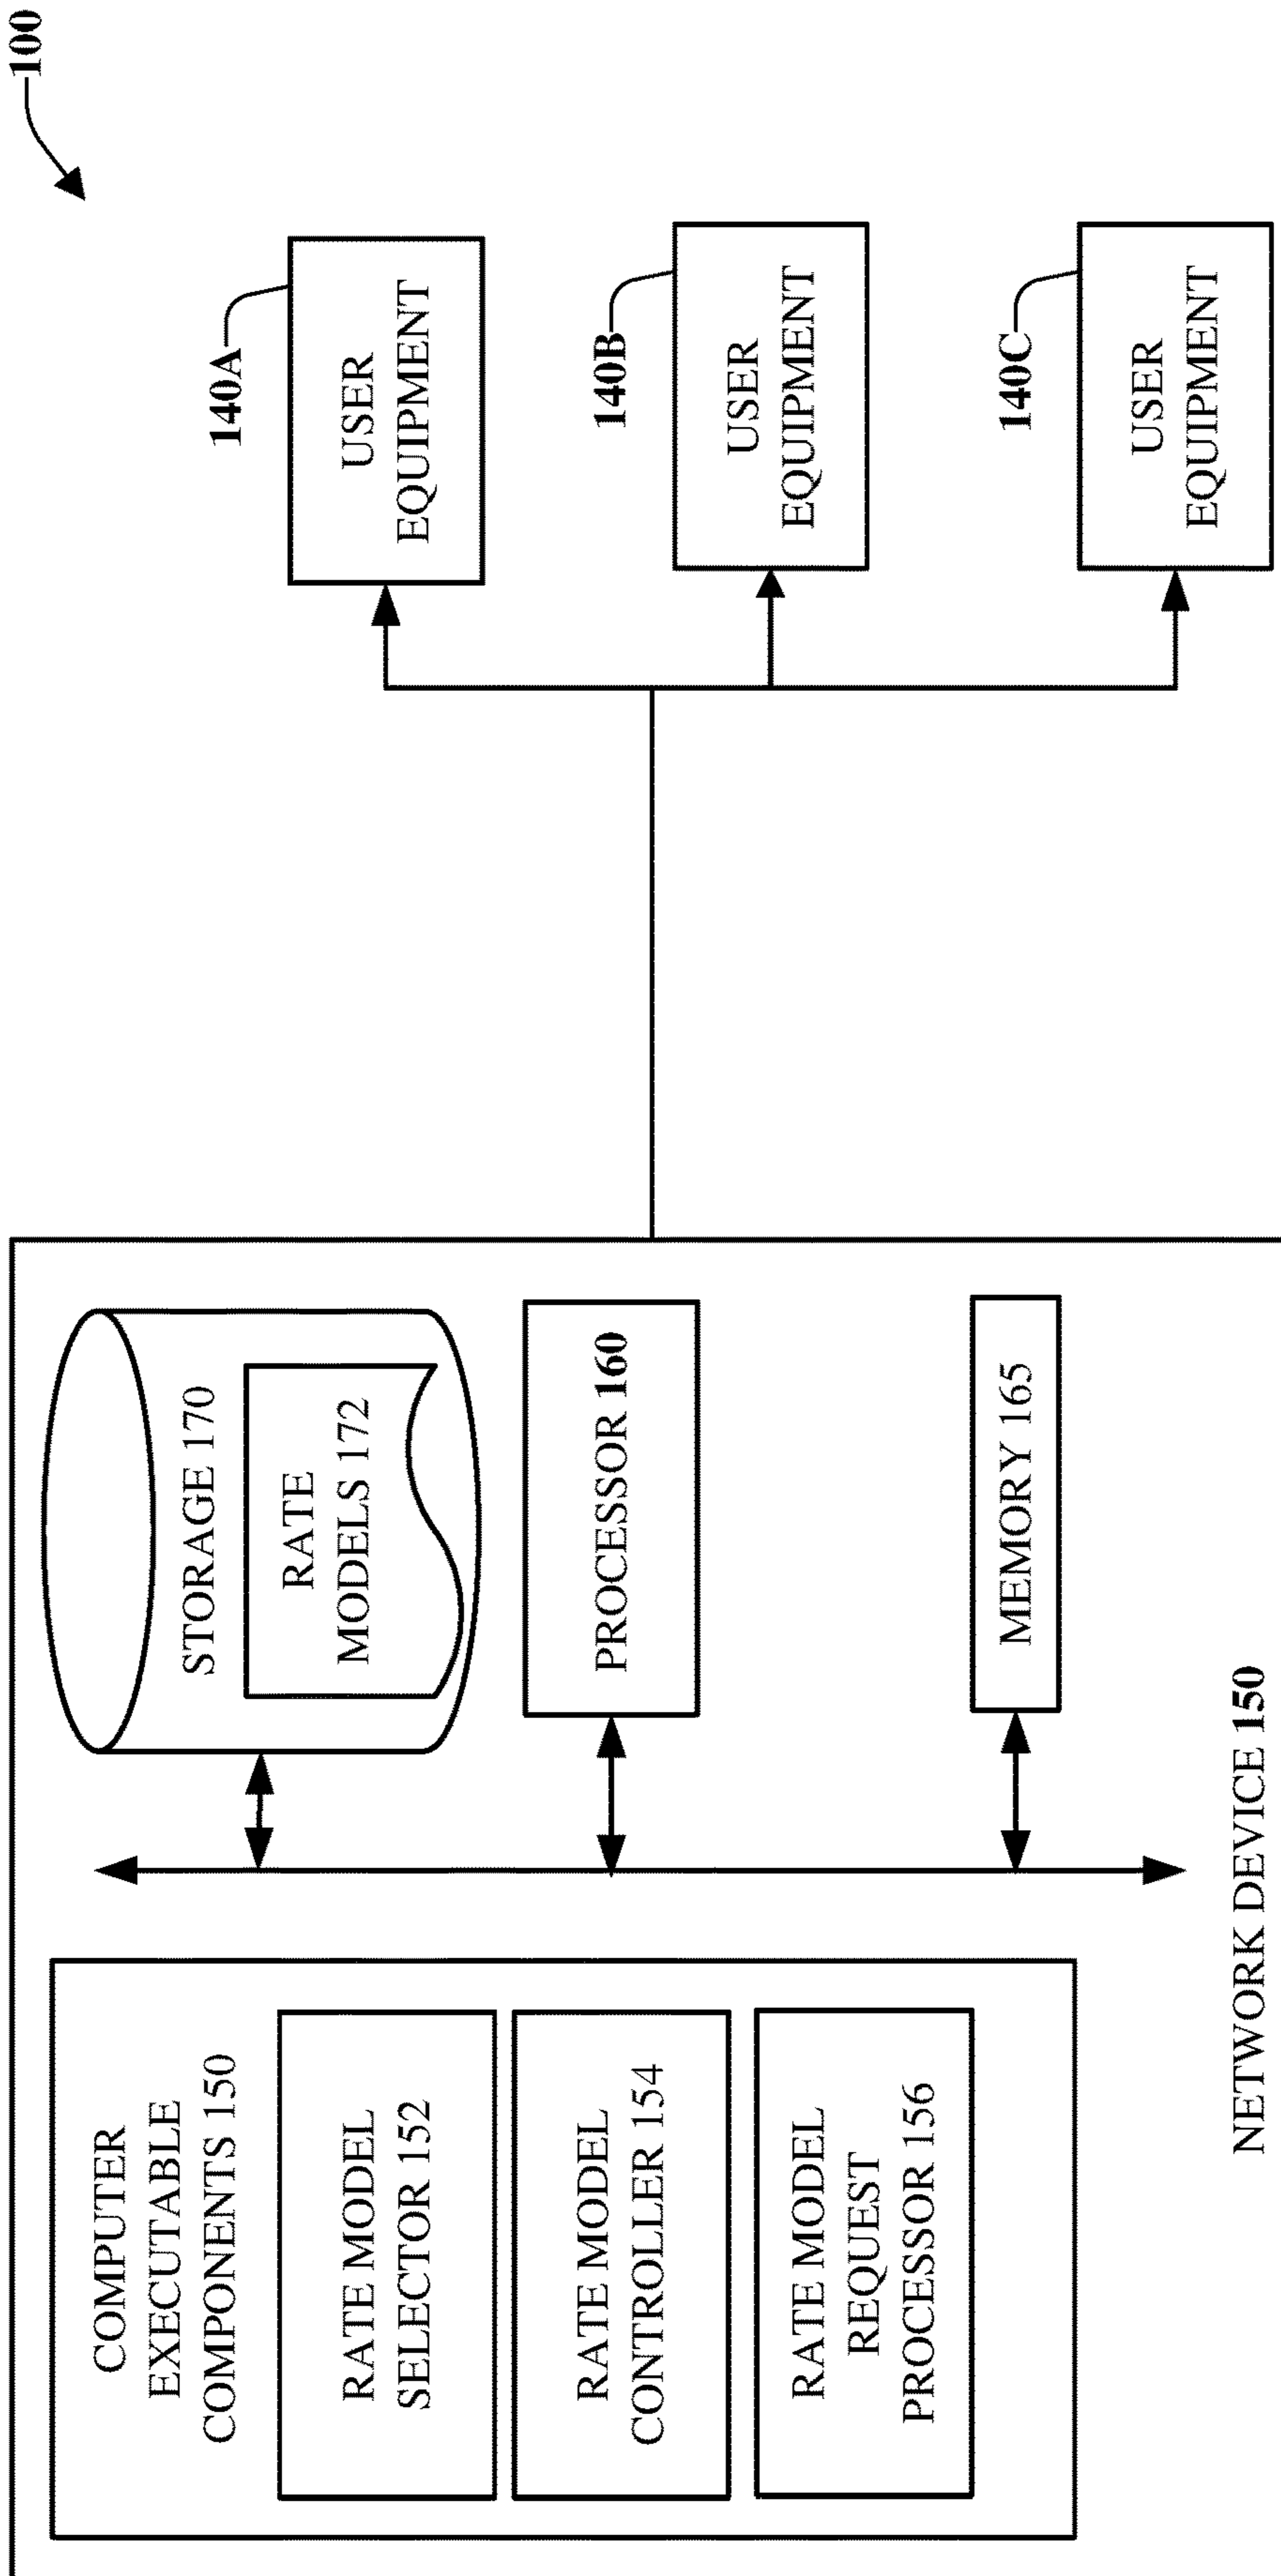 100
COMPUTER
EXECUTABLE
COMPONENTS 150
RATE MODEL
SELECTOR 152
RATE MODEL
CONTROLLER 154
RATE MODEL
REQUEST
PROCESSOR 156
STORAGE 170
RATE
MODELS 172
PROCESSOR 160
MEMORY 165
NETWORK DEVICE 150
140A
USER
EQUIPMENT
140B
USER
EQUIPMENT
140C
USER
EQUIPMENT